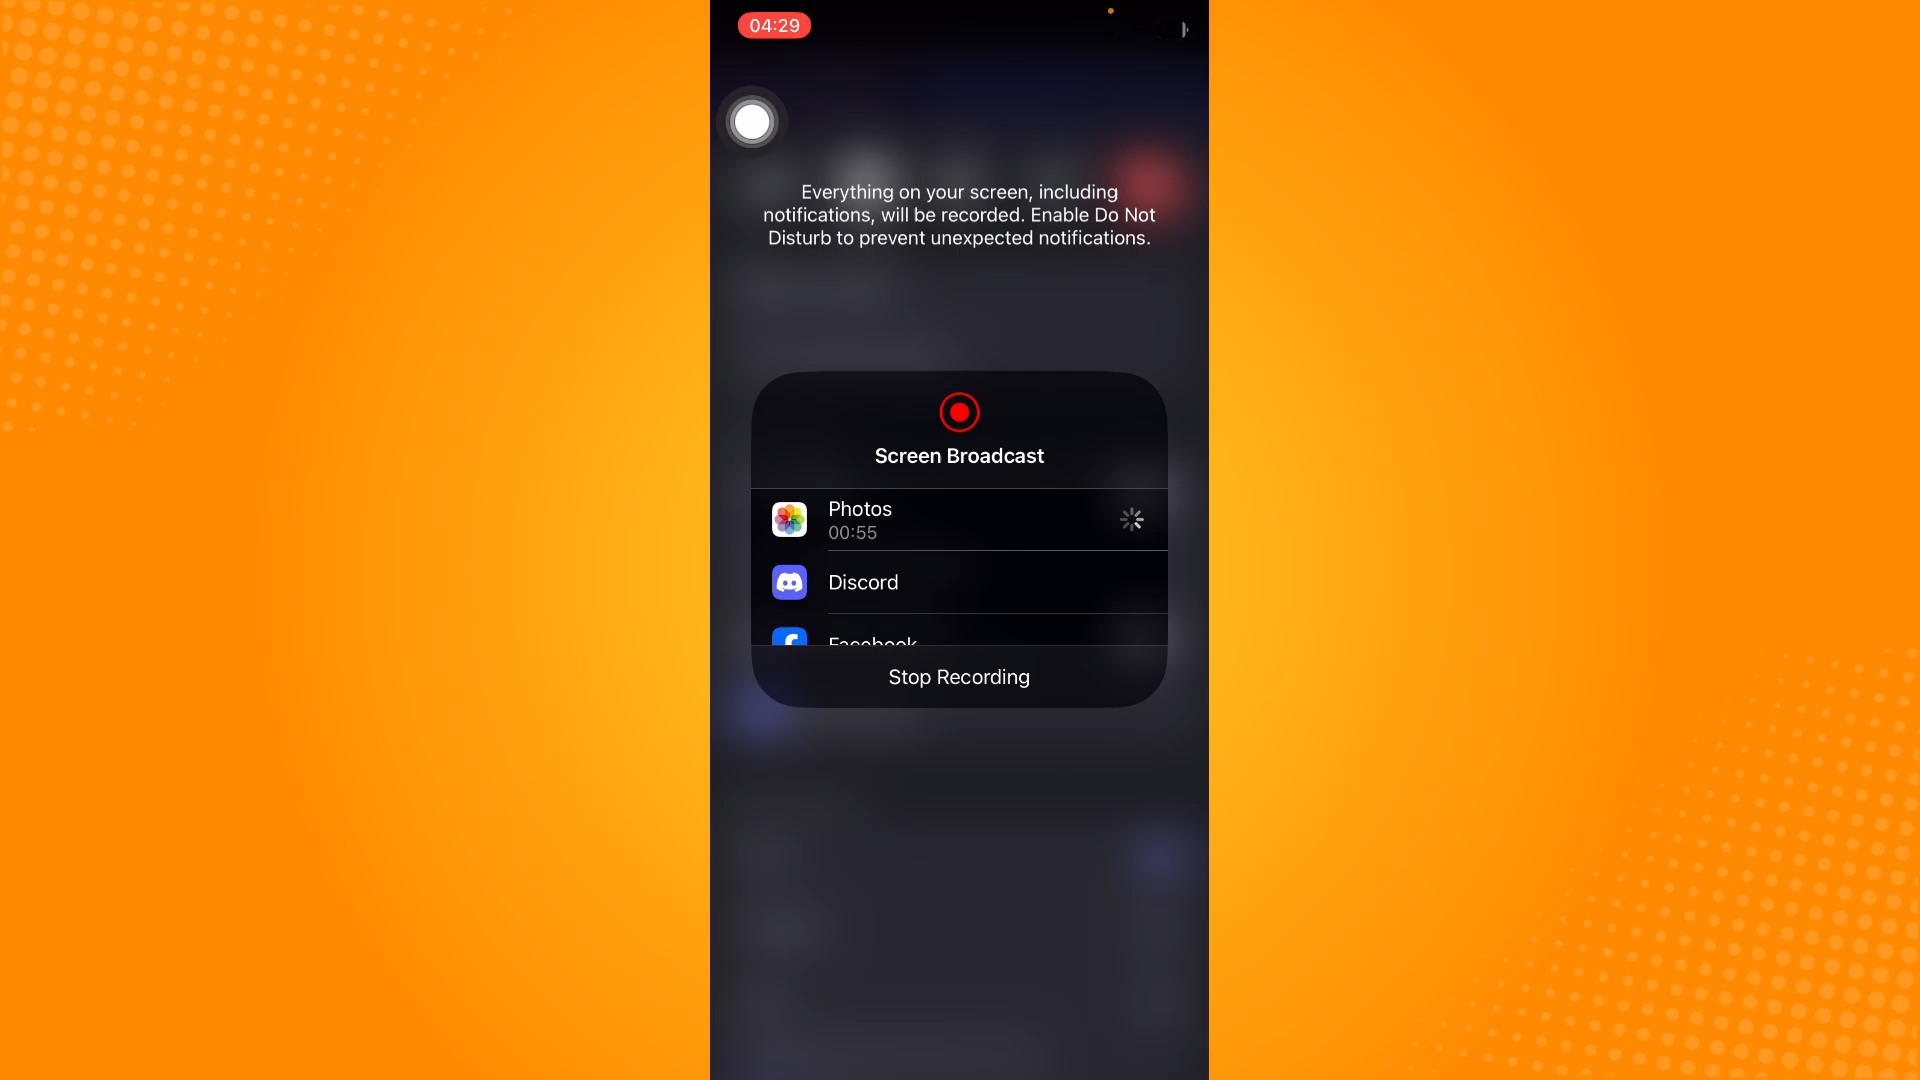 04:29
Everything on your screen, including
notifications, will be recorded. Enable Do Not
Disturb to prevent unexpected notifications.
Screen Broadcast
Photos
00:55
Discord
Facebook
Stop Recording